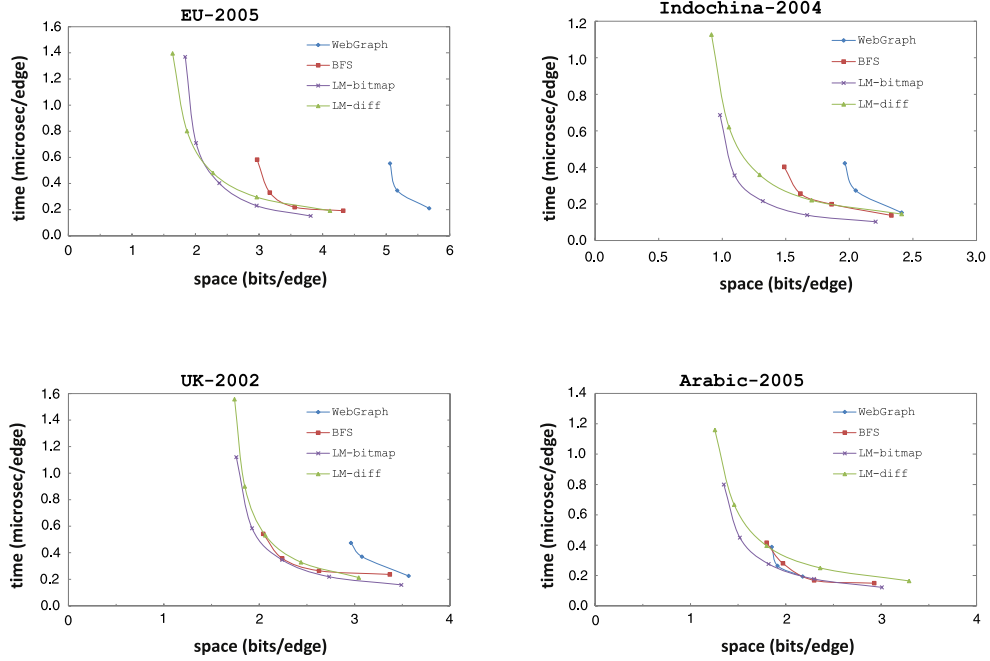 EU-2005
time (microsec/edge)
1.6
1.4
1.2
1.0
0.8
0.6
0.4
0.2
0.0
WebGraph
BFS
LM-bitmap
LM-diff
0 1 2 3 4 5 6
space (bits/edge)
Indochina-2004
time (microsec/edge)
1.2
1.0
0.8
0.6
0.4
0.2
0.0
WebGraph
BFS
LM-bitmap
LM-diff
0.0 0.5 1.0 1.5 2.0 2.5 3.0
space (bits/edge)
UK-2002
time (microsec/edge)
1.6
1.4
1.2
1.0
0.8
0.6
0.4
0.2
0.0
WebGraph
BFS
LM-bitmap
LM-diff
0 1 2 3 4
space (bits/edge)
Arabic-2005
time (microsec/edge)
1.4
1.2
1.0
0.8
0.6
0.4
0.2
0.0
WebGraph
BFS
LM-bitmap
LM-diff
0 1 2 3 4
space (bits/edge)